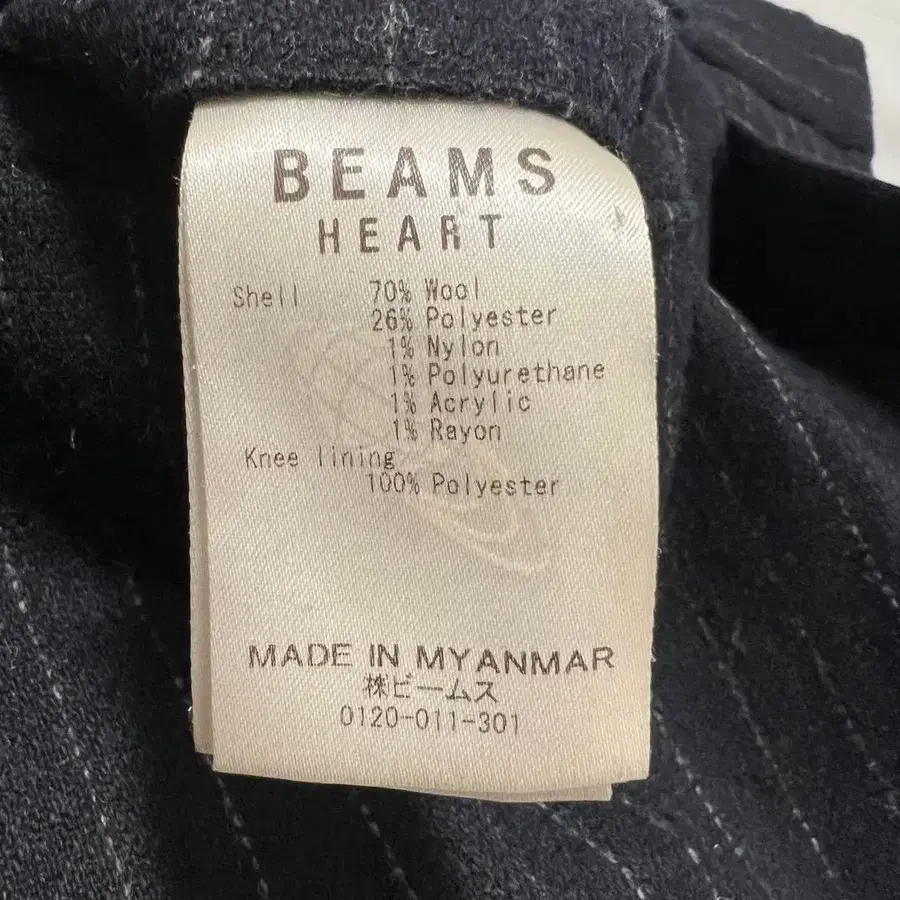 BEAMS
HEART
Shell 70% Wool
26% Polyester
1% Nylon
1% Polyurethane
1% Acrylic
1% Rayon
Knee lining
100% Polyester
MADE IN MYANMAR
㈱ビームス
0120-011-301